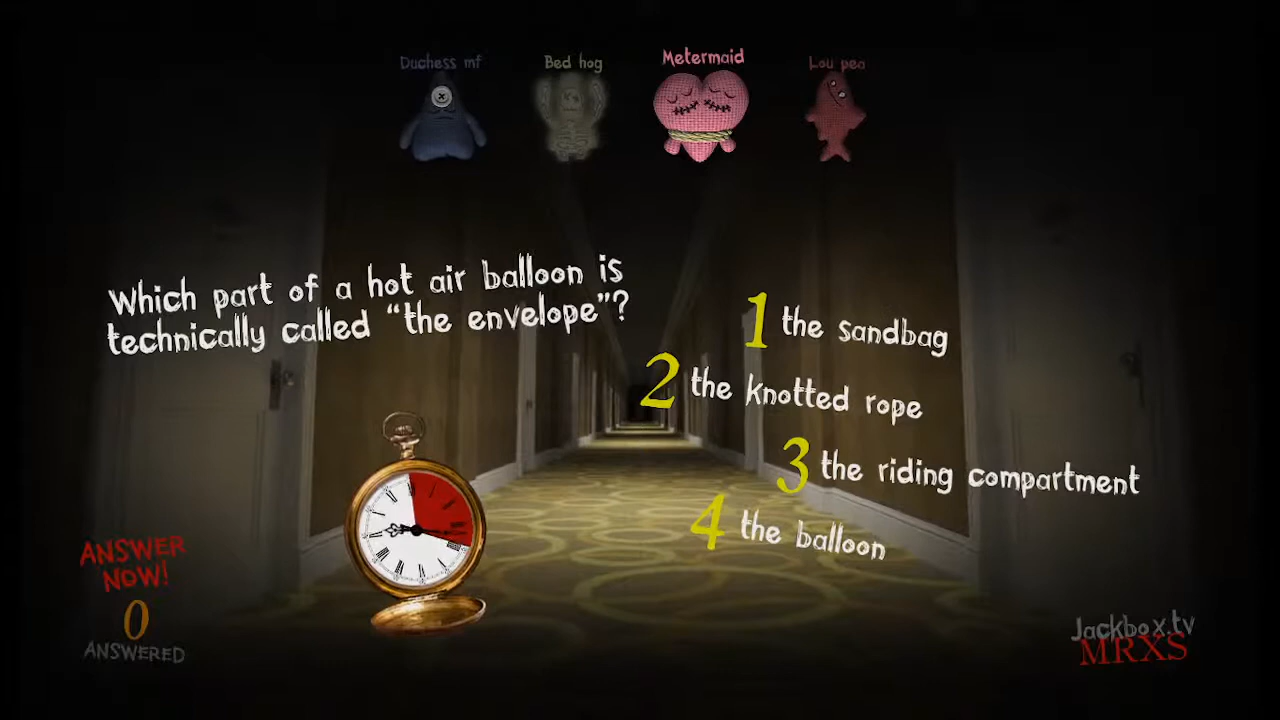 Duchess mf
Bed hog
Metermaid
Lou pea
Which part of a hot air balloon is
technically called “the envelope”?
1 the sandbag
2 the knotted rope
3 the riding compartment
4 the balloon
ANSWER
NOW!
0
ANSWERED
Jackbox.tv
MRXS